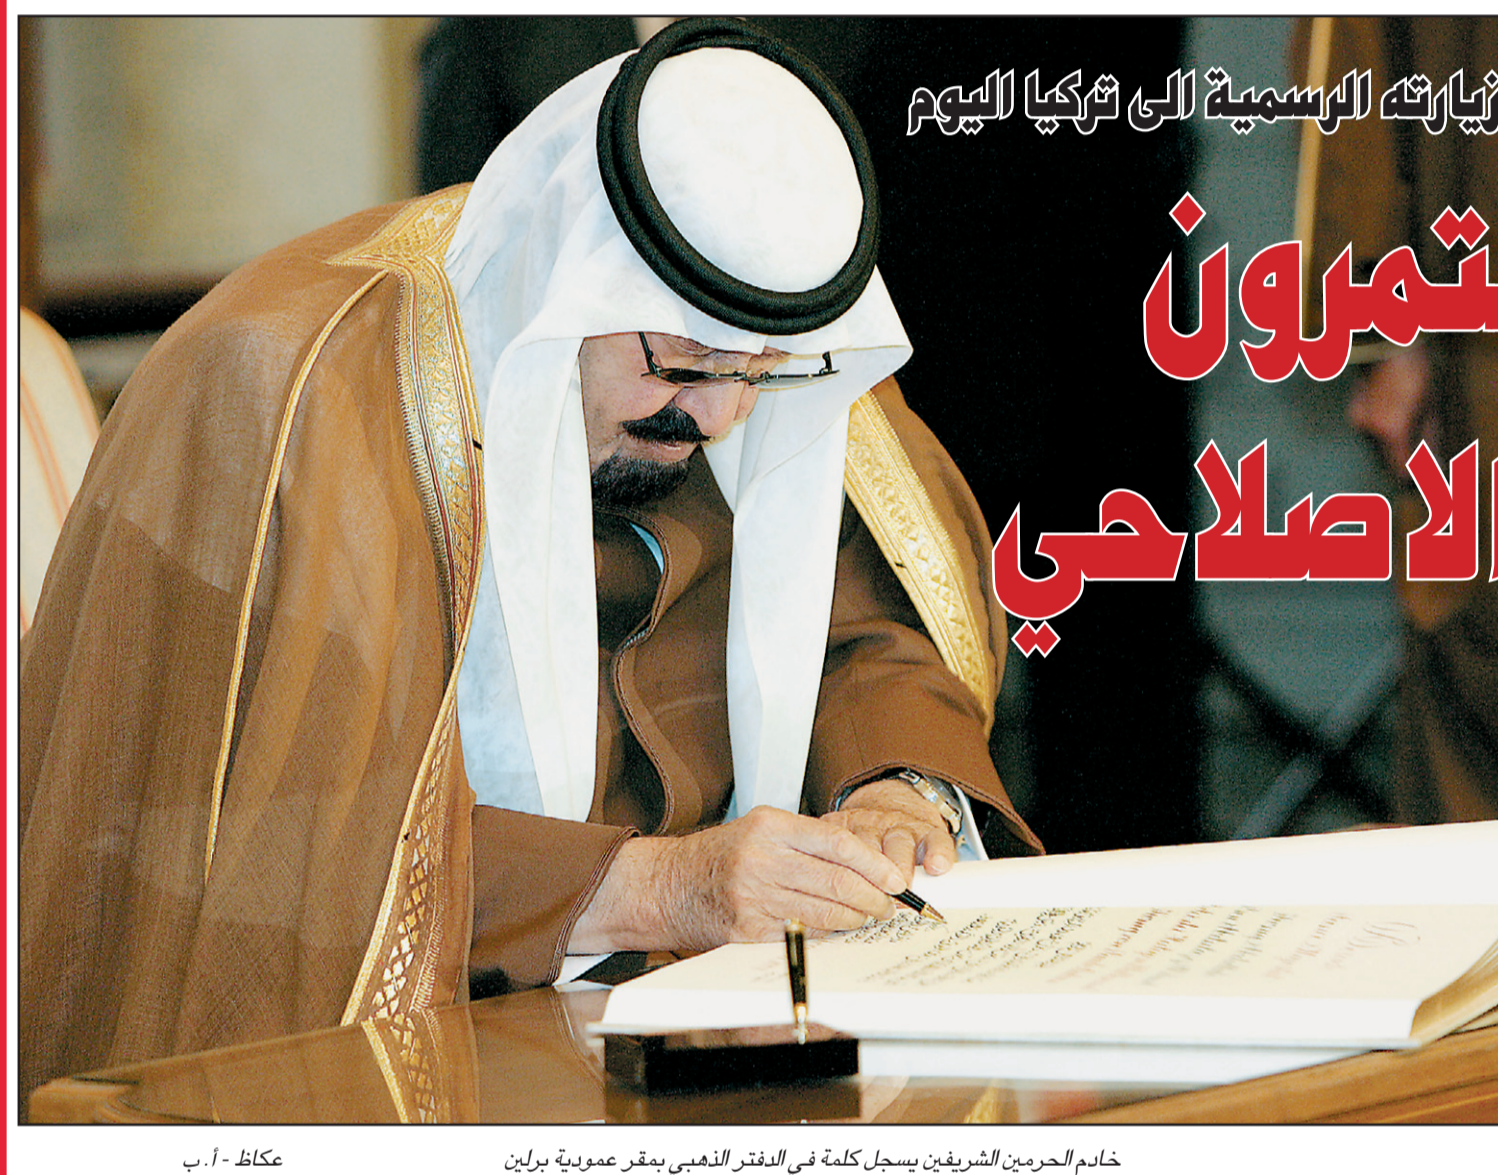 زيارته الرسمية الى تركيا اليوم
تمرون
الاصلاحي
خادم الحرمين الشريفين يسجل كلمة في الدفتر الذهبي بمقر عمودية برلين
عكاظ - أ. ب